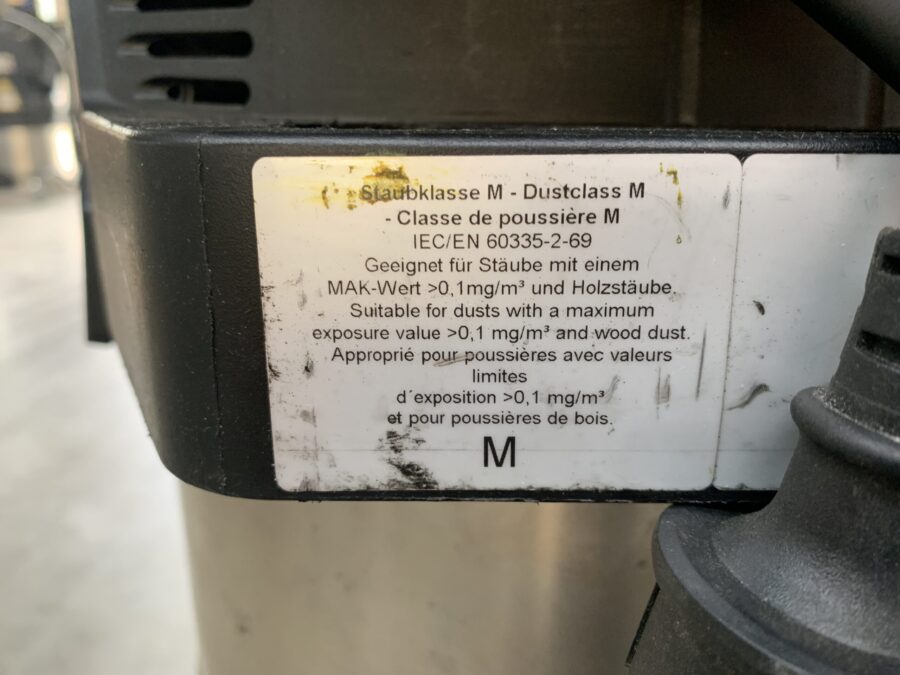 Staubklasse M - Dustclass M
- Classe de poussière M
IEC/EN 60335-2-69
Geeignet für Stäube mit einem
MAK-Wert >0,1mg/m³ und Holzstäube.
Suitable for dusts with a maximum
exposure value >0,1 mg/m³ and wood dust.
Approprié pour poussières avec valeurs
limites
d´exposition >0,1 mg/m³
et pour poussières de bois.
M